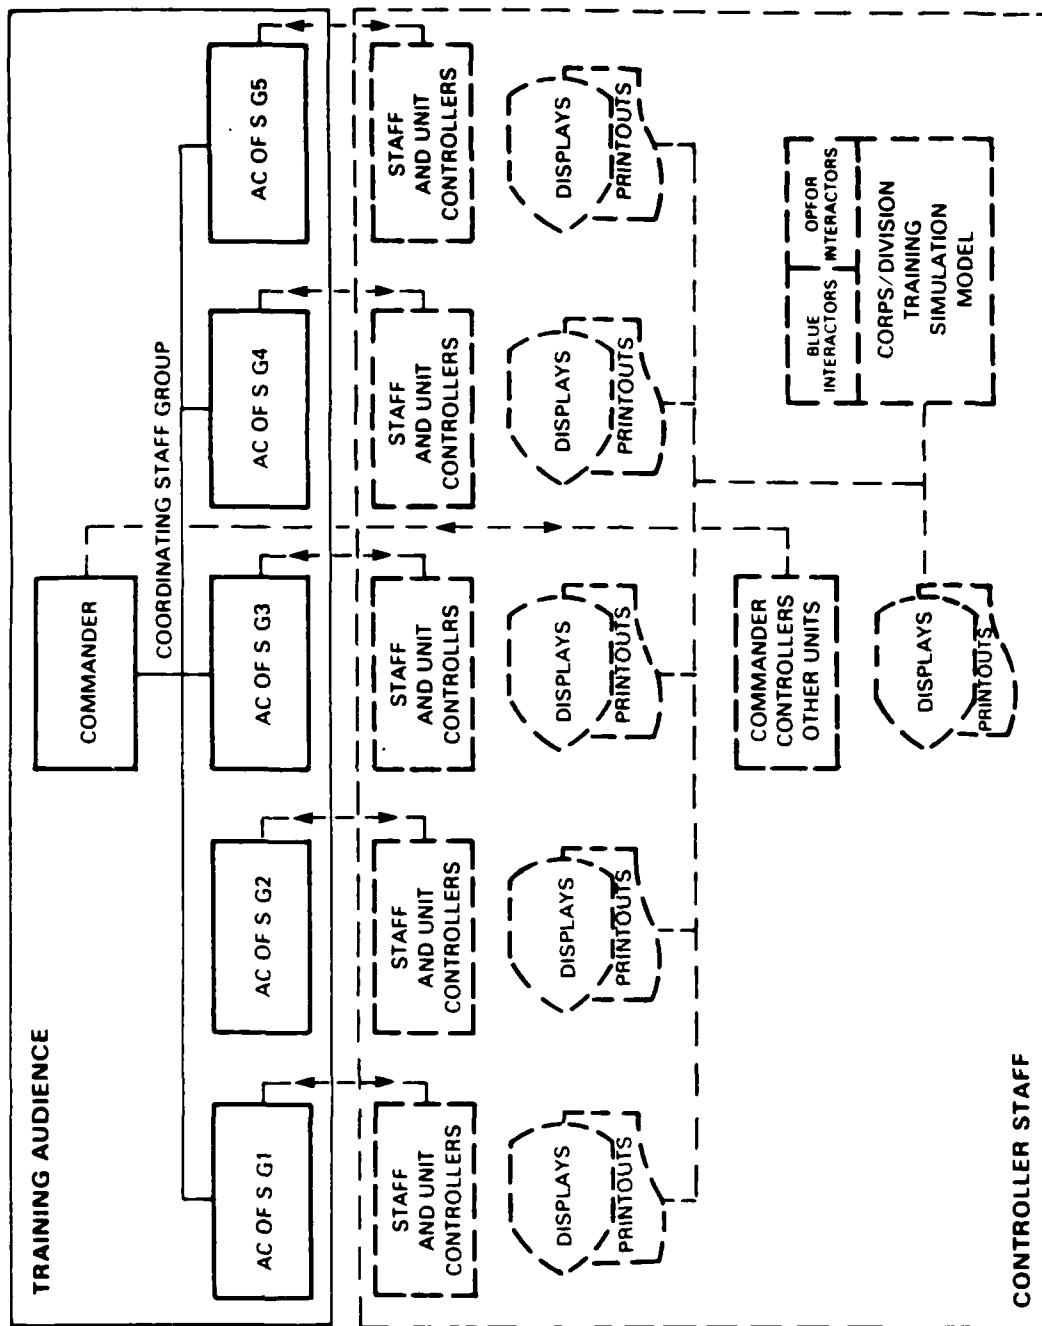 TRAINING AUDIENCE
COMMANDER
COORDINATING STAFF GROUP
AC OF S G1
AC OF S G2
AC OF S G3
AC OF S G4
AC OF S G5
STAFF
AND UNIT
CONTROLLERS
STAFF
AND UNIT
CONTROLLERS
STAFF
AND UNIT
CONTROLLRS
STAFF
AND UNIT
CONTROLLERS
STAFF
AND UNIT
CONTROLLERS
DISPLAYS
PRINTOUTS
DISPLAYS
PRINTOUTS
DISPLAYS
PRINTOUTS
DISPLAYS
PRINTOUTS
DISPLAYS
PRINTOUTS
COMMANDER
CONTROLLERS
OTHER UNITS
BLUE
INTERACTORS
OPFOR
INTERACTORS
CORPS/DIVISION
TRAINING
SIMULATION
MODEL
DISPLAYS
PRINTOUTS
CONTROLLER STAFF